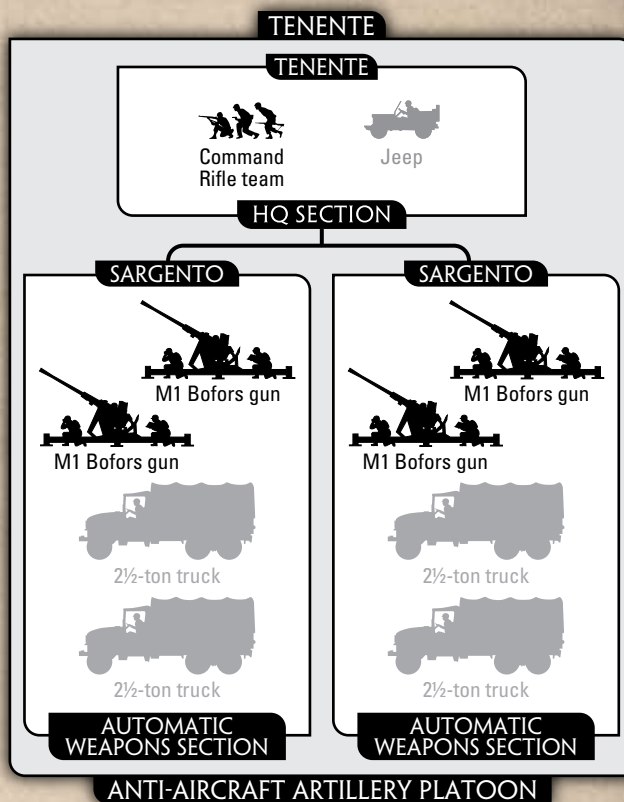 TENENTE
TENENTE
Command
Rifle team
Jeep
HQ SECTION
SARGENTO
M1 Bofors gun
M1 Bofors gun
2½-ton truck
2½-ton truck
AUTOMATIC
WEAPONS SECTION
SARGENTO
M1 Bofors gun
M1 Bofors gun
2½-ton truck
2½-ton truck
AUTOMATIC
WEAPONS SECTION
ANTI-AIRCRAFT ARTILLERY PLATOON